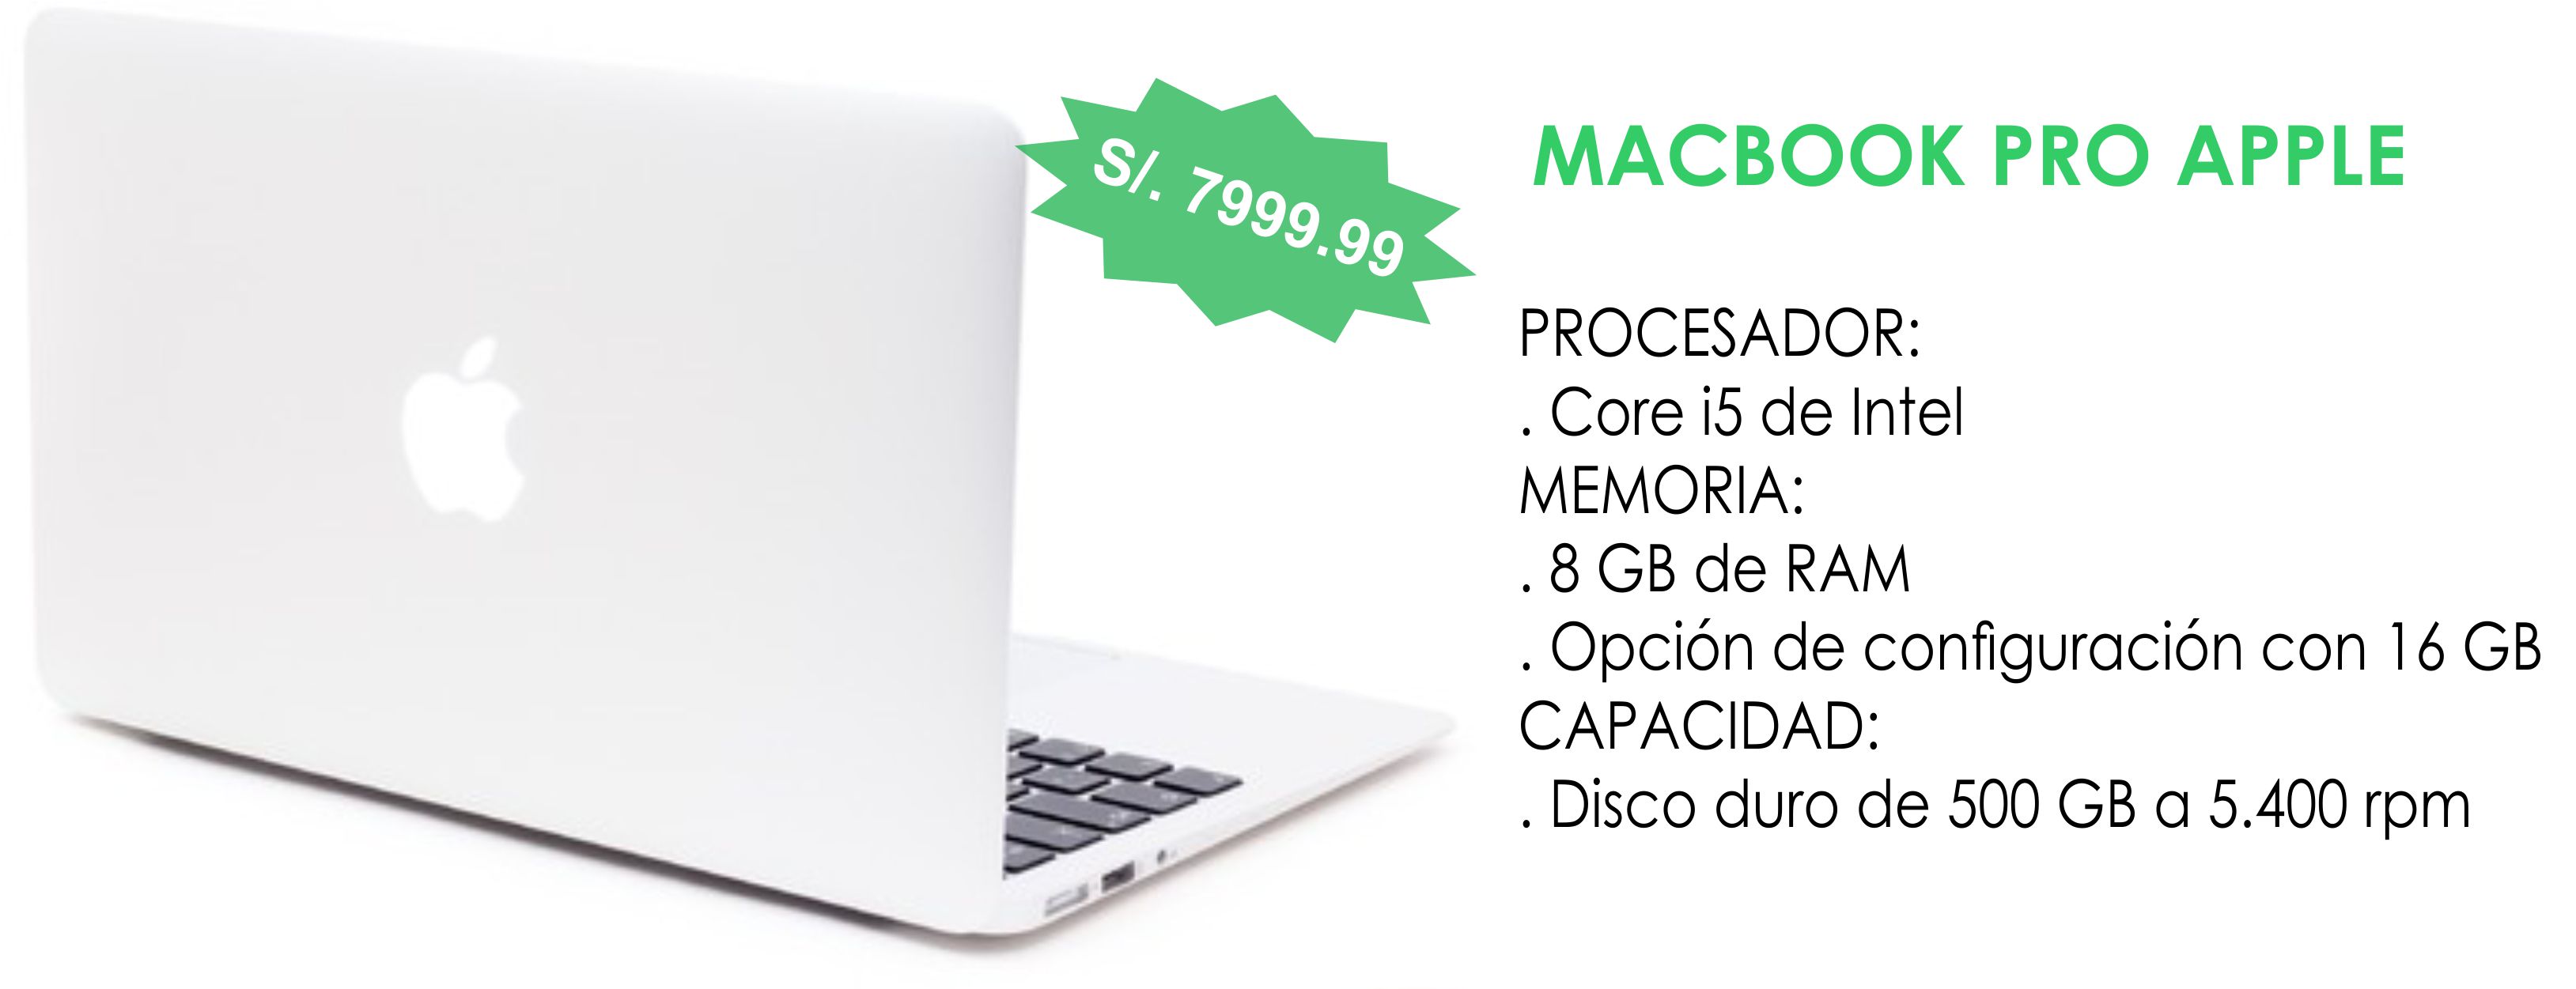 S/. 7999.99
MACBOOK PRO APPLE
PROCESADOR:
. Core i5 de Intel
MEMORIA:
. 8 GB de RAM
. Opción de configuración con 16 GB
CAPACIDAD:
. Disco duro de 500 GB a 5.400 rpm